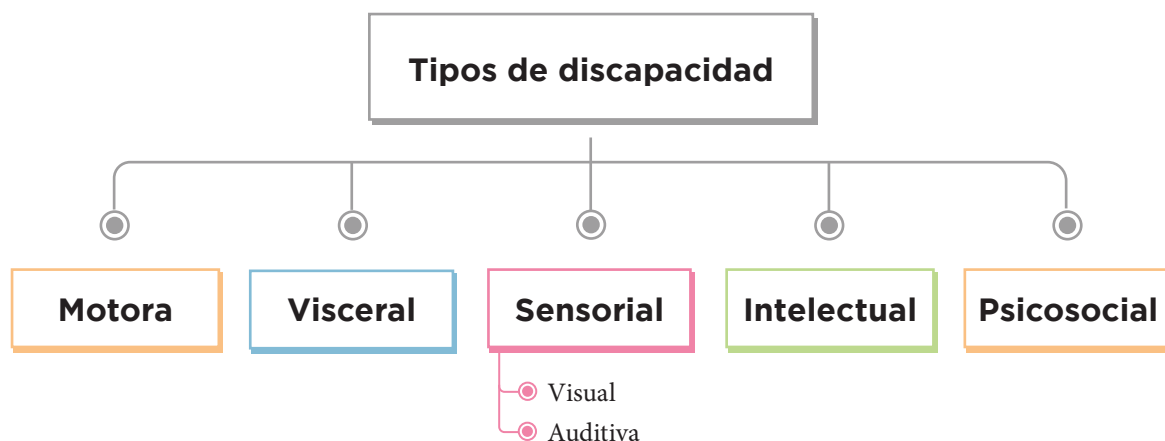 Tipos de discapacidad
Motora
Visceral
Sensorial
Intelectual
Psicosocial
Visual
Auditiva